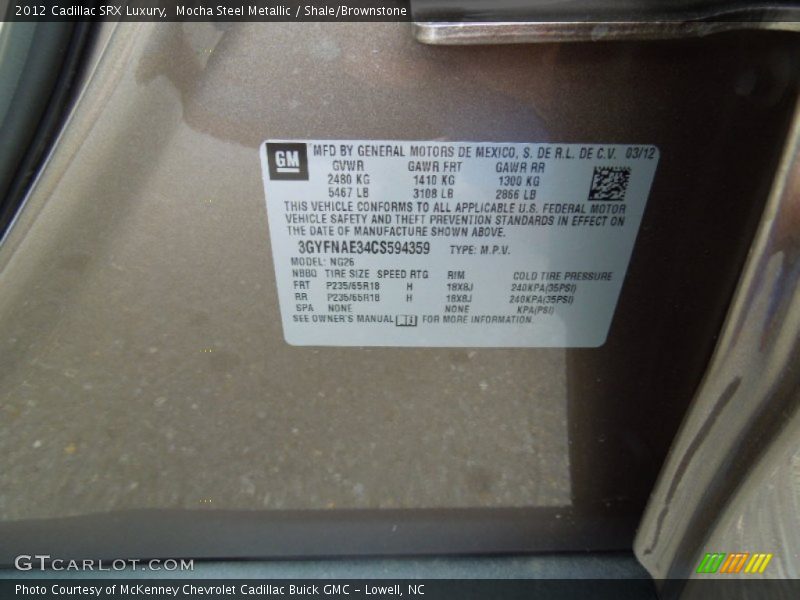 2012 Cadillac SRX Luxury, Mocha Steel Metallic / Shale/Brownstone
GM MFD BY GENERAL MOTORS DE MEXICO, S. DE R.L. DE C.V. 03/12
GVWR GAWR FRT GAWR RR
2480 KG 1410 KG 1300 KG
5467 LB 3108 LB 2866 LB
THIS VEHICLE CONFORMS TO ALL APPLICABLE U.S. FEDERAL MOTOR
VEHICLE SAFETY AND THEFT PREVENTION STANDARDS IN EFFECT ON
THE DATE OF MANUFACTURE SHOWN ABOVE.
3GYFNAE34CS594359 TYPE: M.P.V.
MODEL: NG26
NBBQ TIRE SIZE SPEED RTG RIM COLD TIRE PRESSURE
FRT P235/65R18 H 18X8J 240KPA(35PSI)
RR P235/65R18 H 18X8J 240KPA(35PSI)
SPA NONE NONE KPA(PSI)
SEE OWNER'S MANUAL FOR MORE INFORMATION.
GTCARLOT.COM
Photo Courtesy of McKenney Chevrolet Cadillac Buick GMC - Lowell, NC